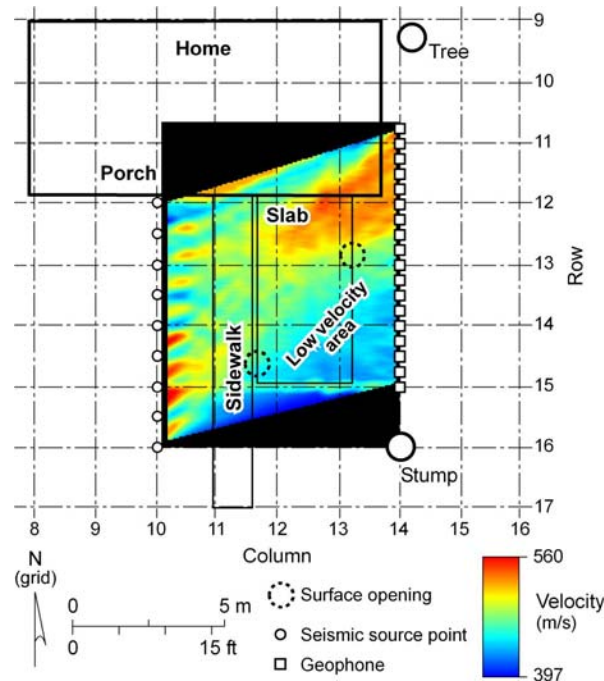 Home
Tree
Porch
Slab
Sidewalk
Low velocity
area
Stump
9
10
11
12
13
14
15
16
17
Row
8 9 10 11 12 13 14 15 16
Column
N
(grid)
0 5 m
0 15 ft
Surface opening
Seismic source point
Geophone
560
Velocity
(m/s)
397